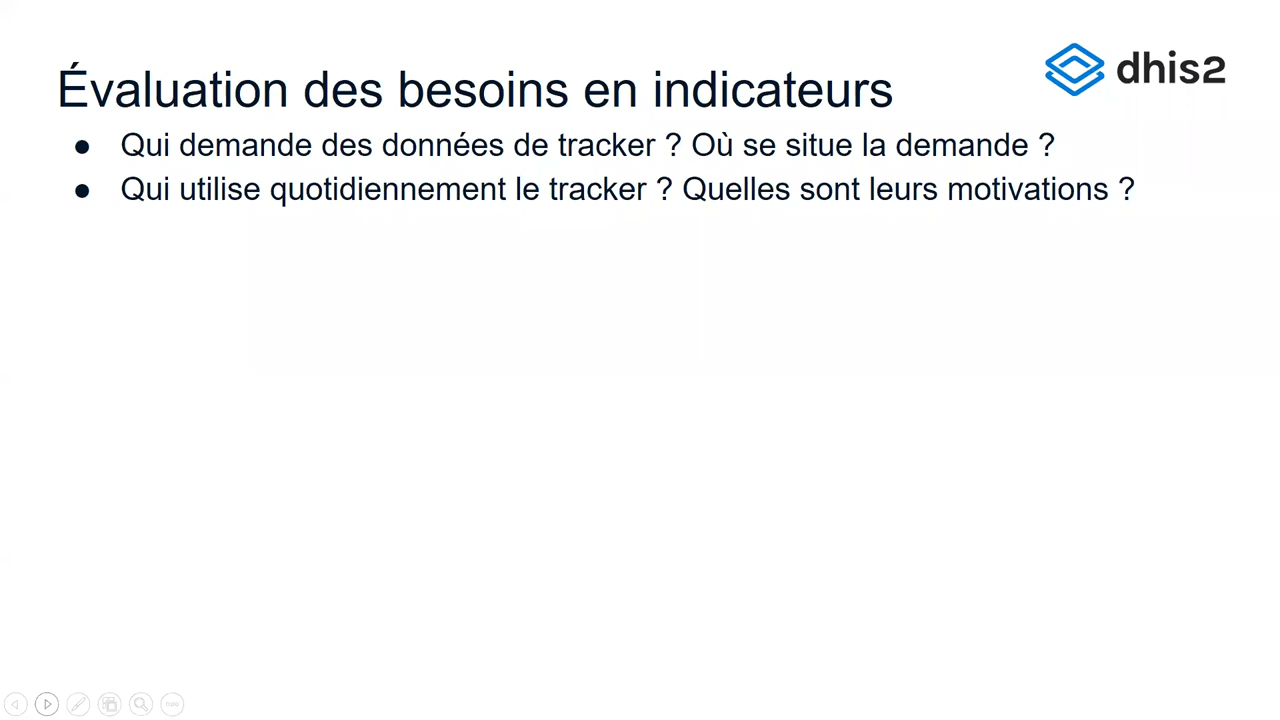 Évaluation des besoins en indicateurs
dhis2
● Qui demande des données de tracker ? Où se situe la demande ?
● Qui utilise quotidiennement le tracker ? Quelles sont leurs motivations ?